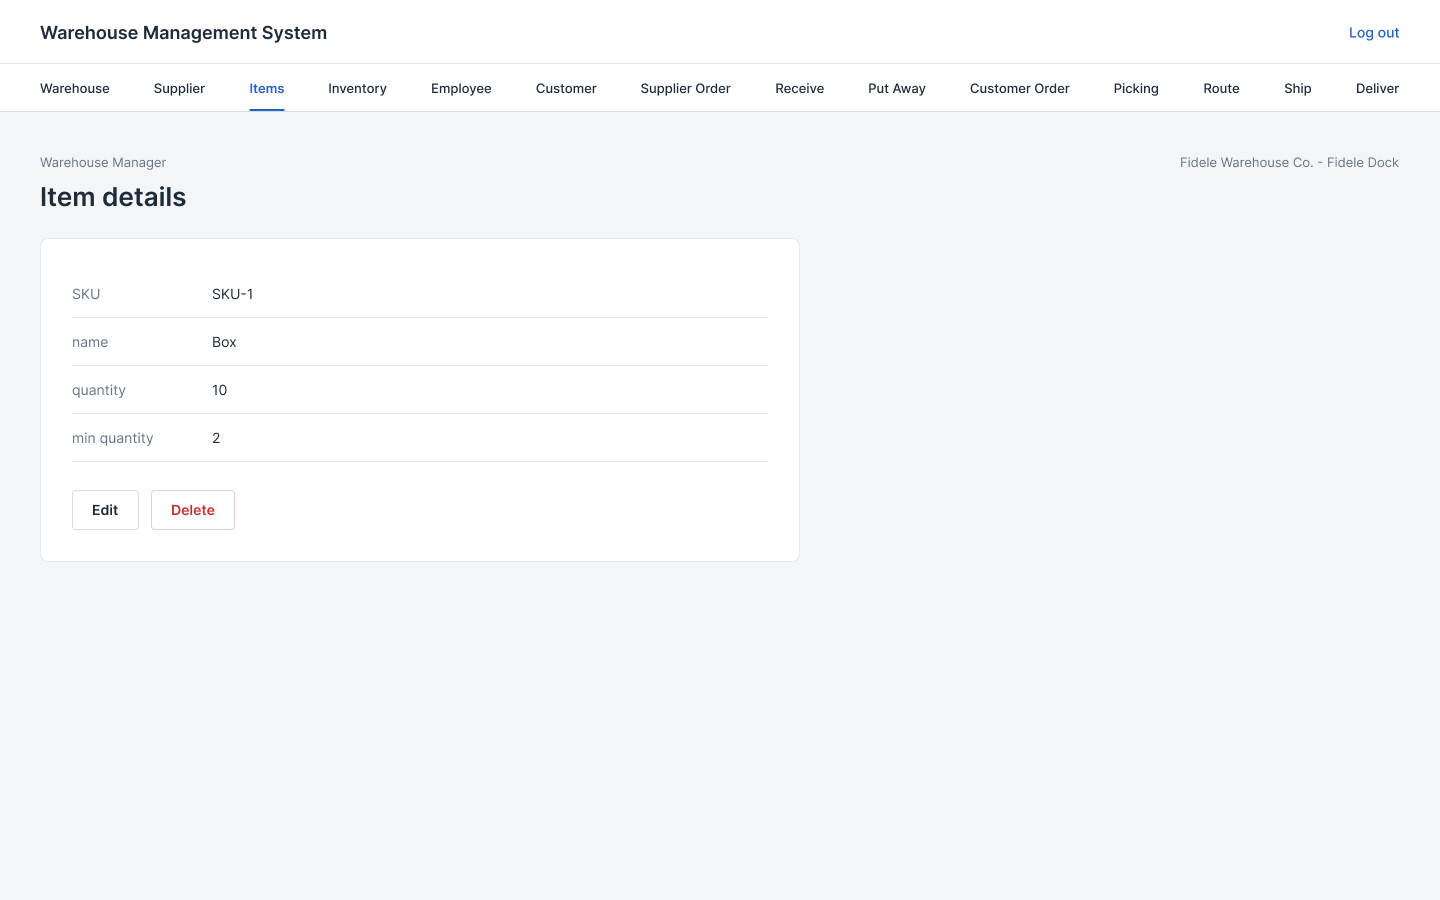 Warehouse Management System
Log out
Warehouse Supplier Items Inventory Employee Customer Supplier Order Receive Put Away Customer Order Picking Route Ship Deliver
Warehouse Manager
Fidele Warehouse Co. - Fidele Dock
Item details
SKU SKU-1
name Box
quantity 10
min quantity 2
Edit Delete